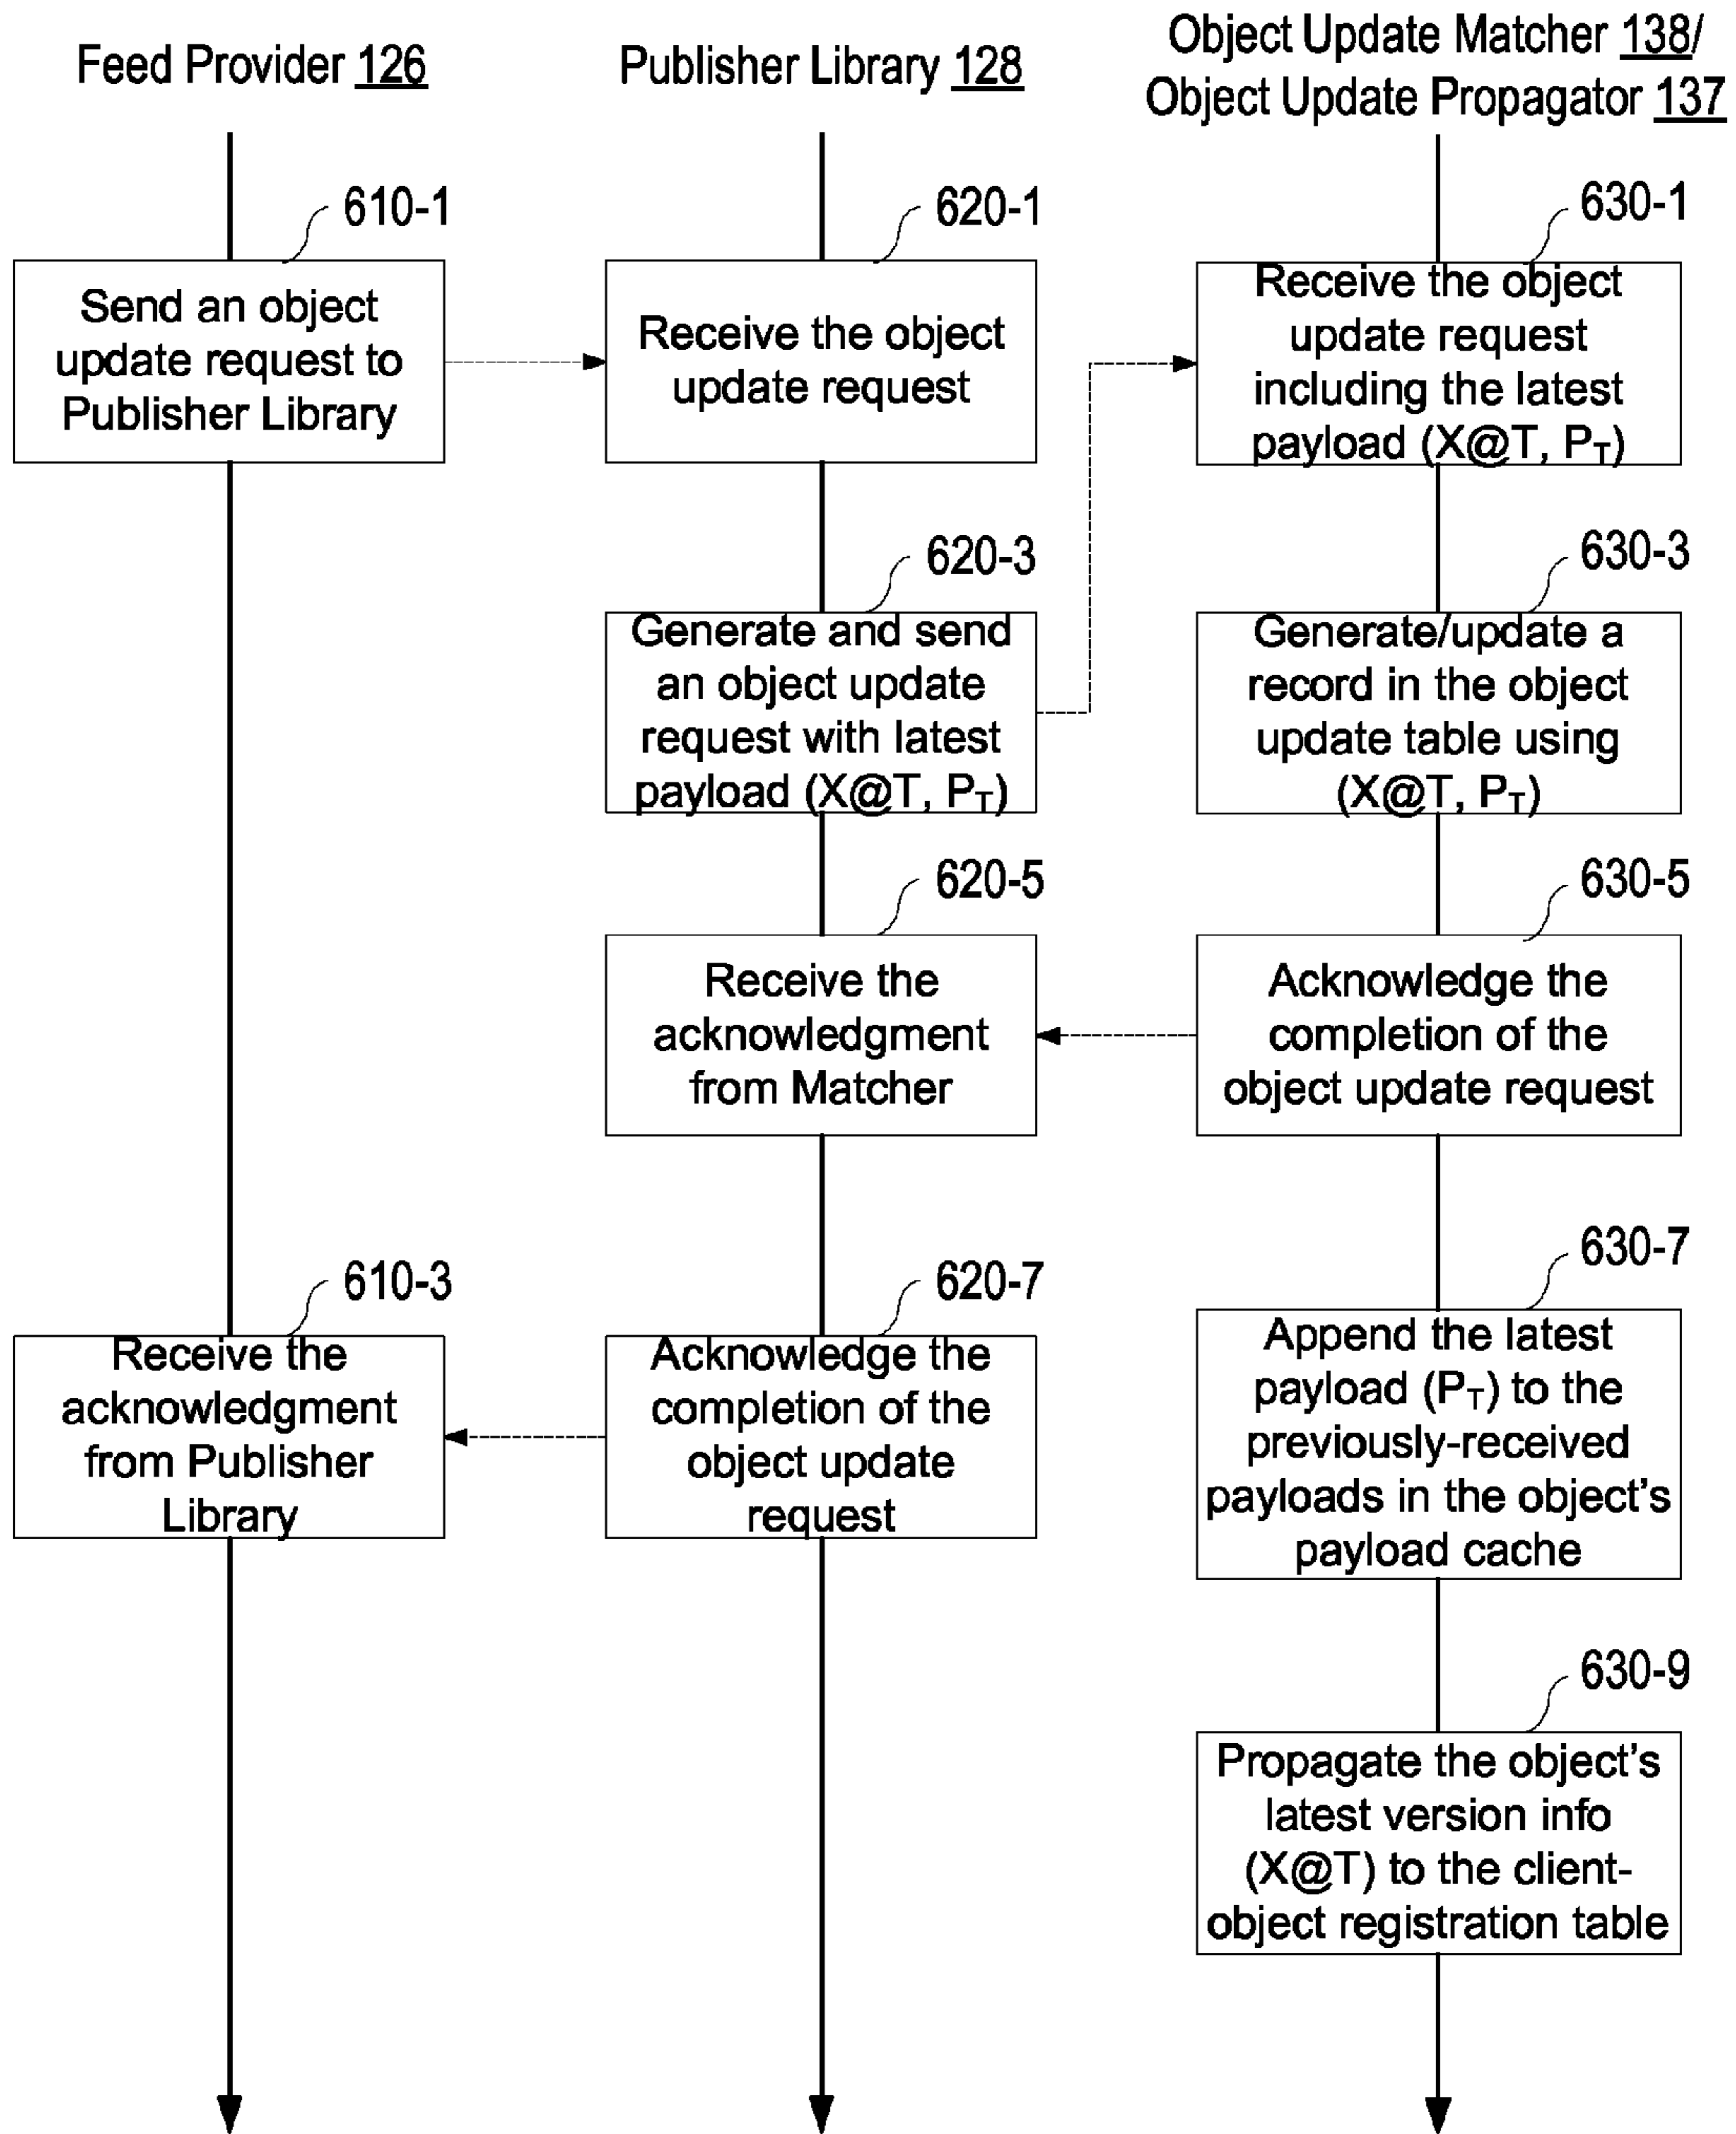 Feed Provider 126
Publisher Library 128
Object Update Matcher 138/
Object Update Propagator 137
610-1
620-1
630-1
Send an object
update request to
Publisher Library
Receive the object
update request
Receive the object
update request
including the latest
payload (X@T, PT)
620-3
630-3
Generate and send
an object update
request with latest
payload (X@T, PT)
Generate/update a
record in the object
update table using
(X@T, PT)
620-5
630-5
Receive the
acknowledgment
from Matcher
Acknowledge the
completion of the
object update request
610-3
620-7
630-7
Receive the
acknowledgment
from Publisher
Library
Acknowledge the
completion of the
object update
request
Append the latest
payload (PT) to the
previously-received
payloads in the object's
payload cache
630-9
Propagate the object's
latest version info
(X@T) to the client-
object registration table